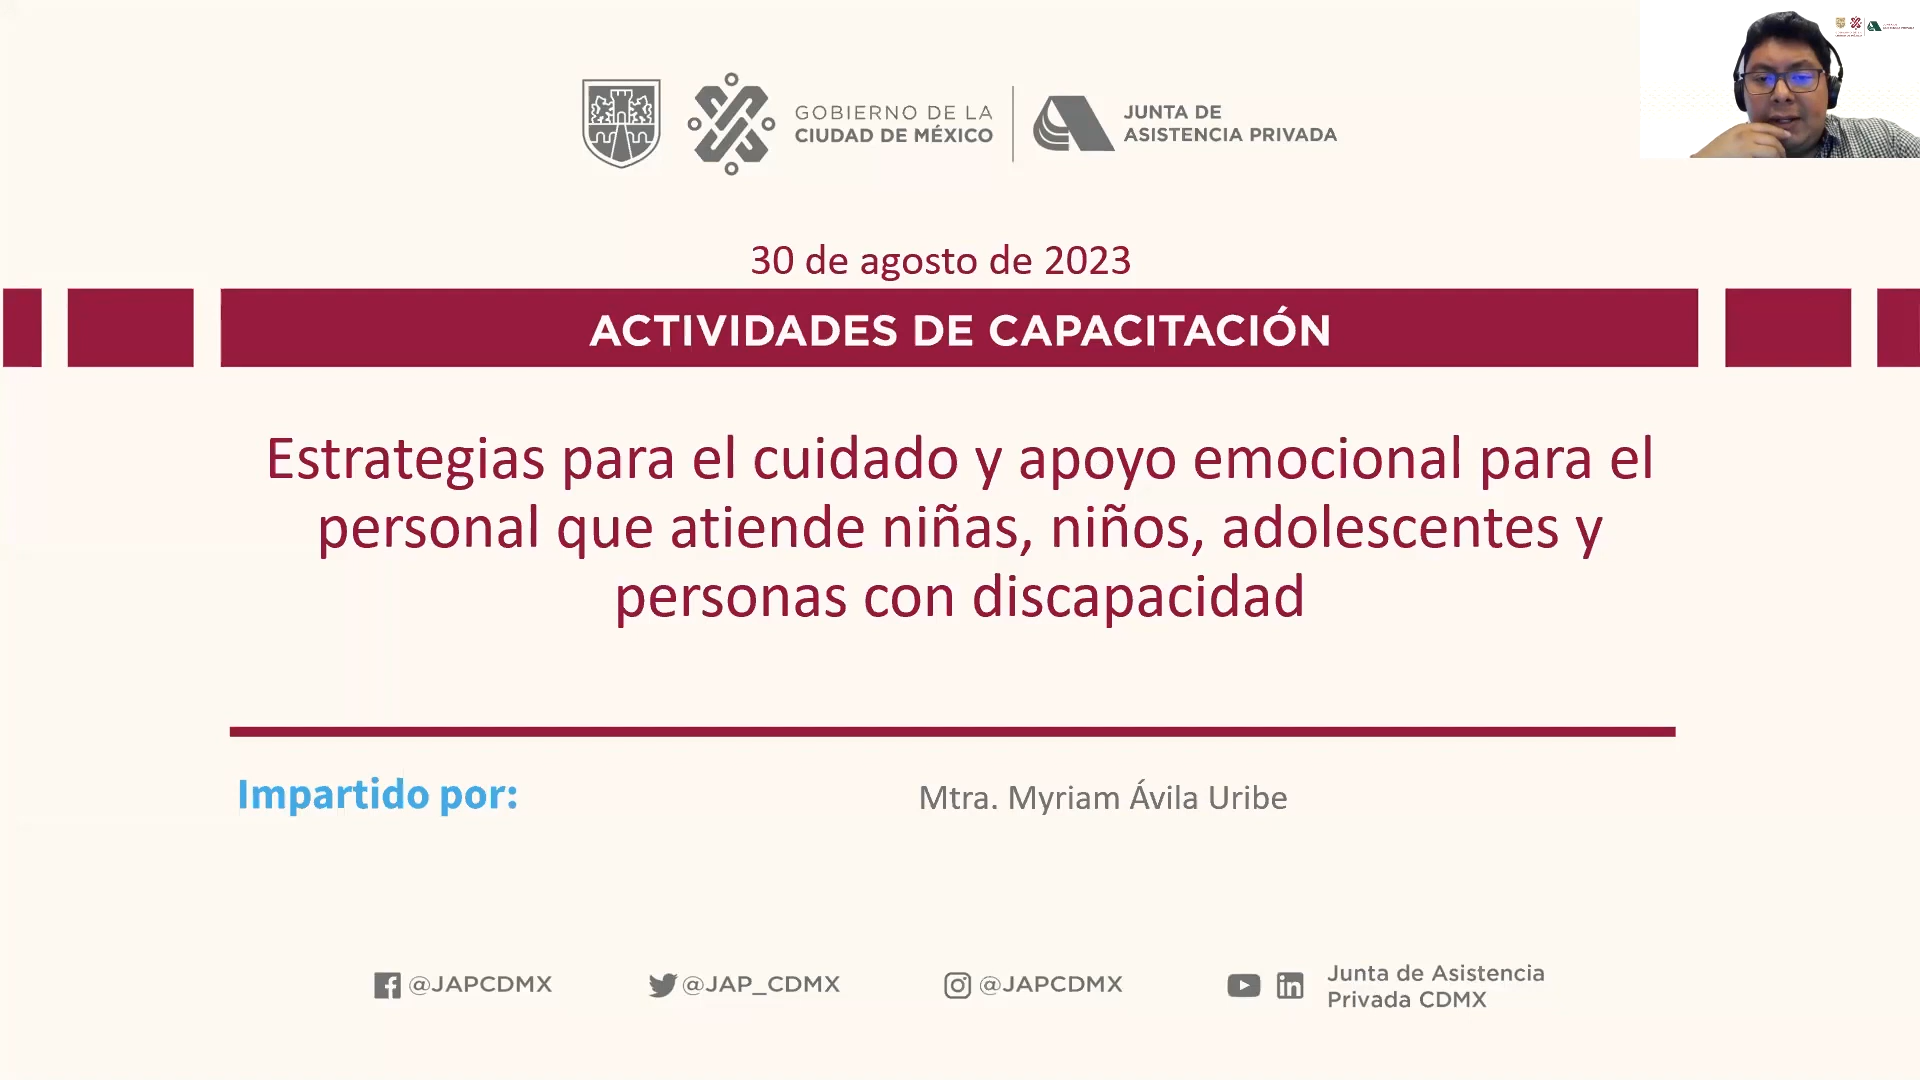 GOBIERNO DE LA
CIUDAD DE MÉXICO
JUNTA DE
ASISTENCIA PRIVADA
30 de agosto de 2023
ACTIVIDADES DE CAPACITACIÓN
Estrategias para el cuidado y apoyo emocional para el
personal que atiende niñas, niños, adolescentes y
personas con discapacidad
Impartido por:
Mtra. Myriam Ávila Uribe
@JAPCDMX
@JAP_CDMX
@JAPCDMX
Junta de Asistencia
Privada CDMX